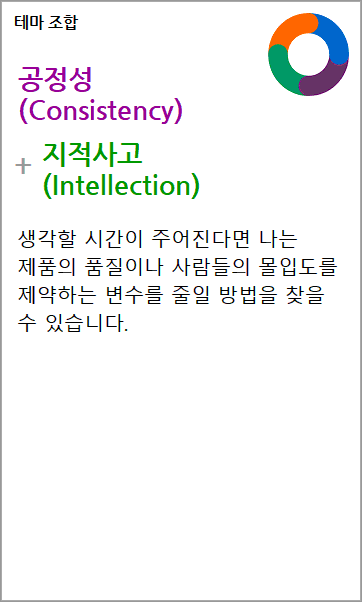 테마 조합
공정성
(Consistency)
+ 지적사고
(Intellection)
생각할 시간이 주어진다면 나는
제품의 품질이나 사람들의 몰입도를
제약하는 변수를 줄일 방법을 찾을
수 있습니다.